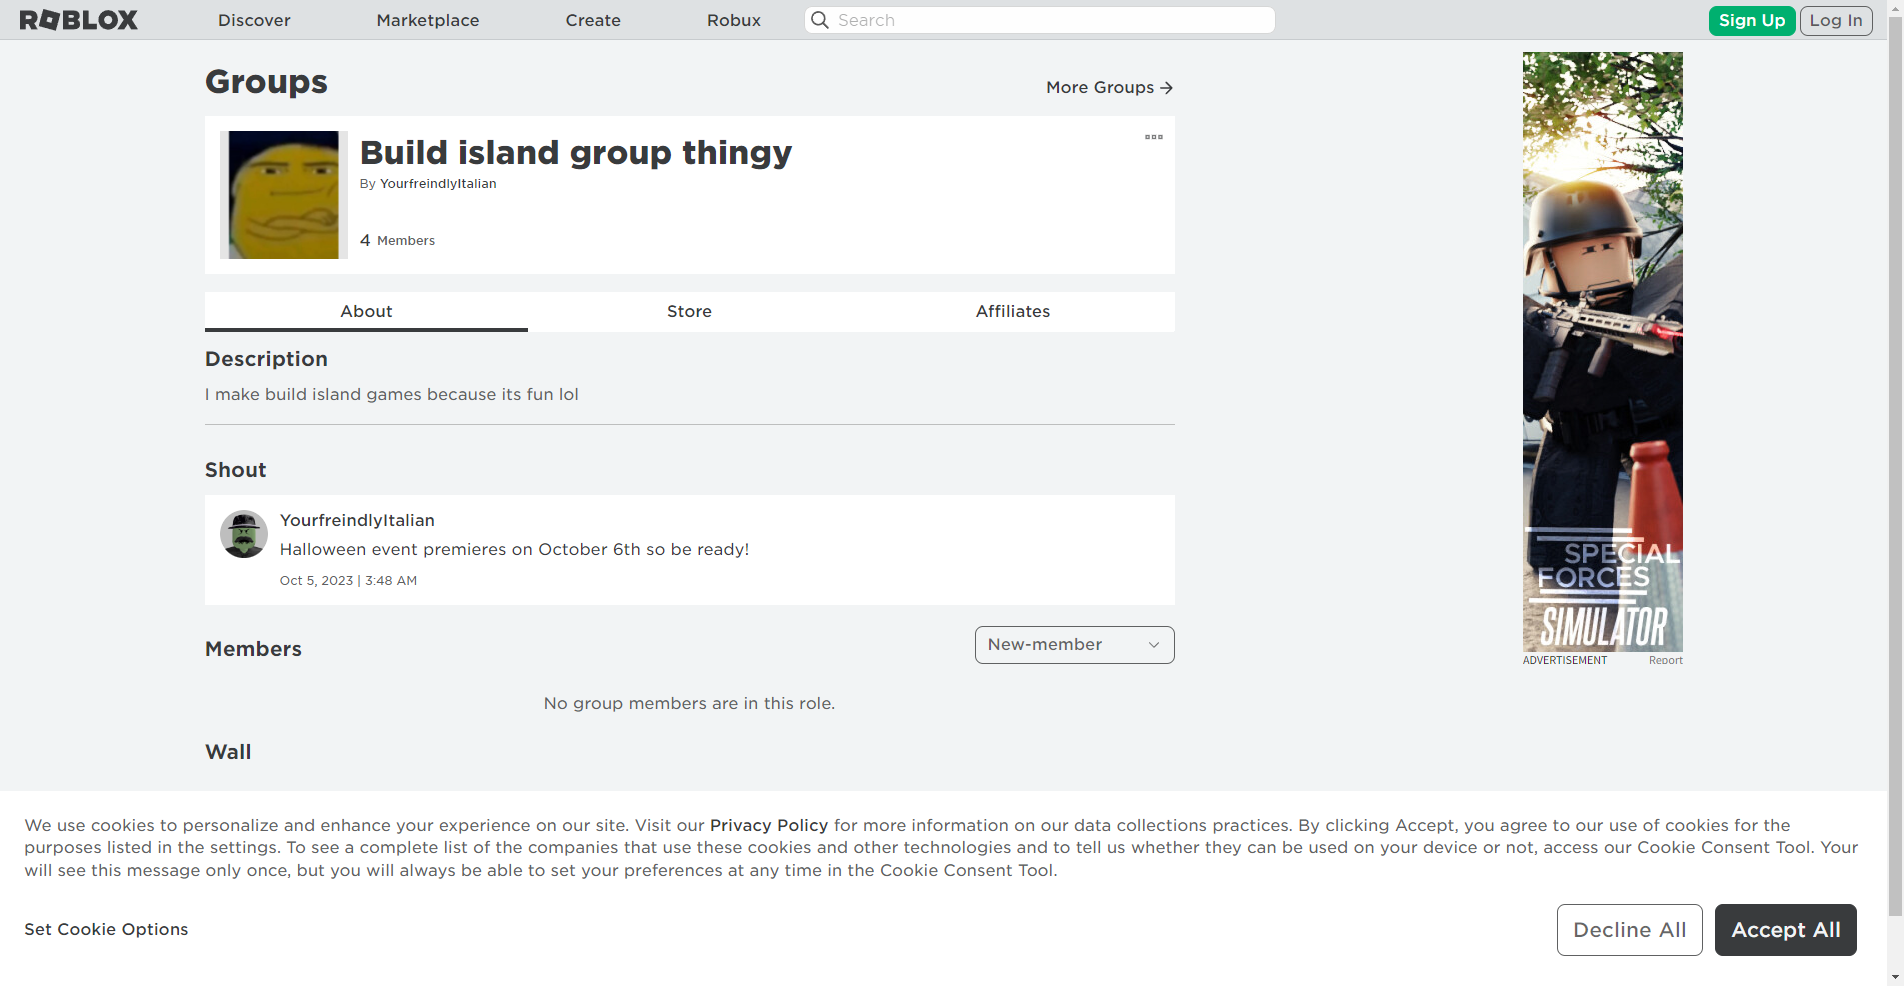 ROBLOX
Discover
Marketplace
Create
Robux
Search
Sign Up
Log In
Groups
More Groups
Build island group thingy
By YourfreindlyItalian
4 Members
About
Store
Affiliates
Description
I make build island games because its fun lol
Shout
YourfreindlyItalian
Halloween event premieres on October 6th so be ready!
Oct 5, 2023 | 3:48 AM
Members
New-member
No group members are in this role.
Wall
SPECIAL
FORCES
SIMULATOR
ADVERTISEMENT
Report
We use cookies to personalize and enhance your experience on our site. Visit our Privacy Policy for more information on our data collections practices. By clicking Accept, you agree to our use of cookies for the
purposes listed in the settings. To see a complete list of the companies that use these cookies and other technologies and to tell us whether they can be used on your device or not, access our Cookie Consent Tool. Your
will see this message only once, but you will always be able to set your preferences at any time in the Cookie Consent Tool.
Set Cookie Options
Decline All
Accept All